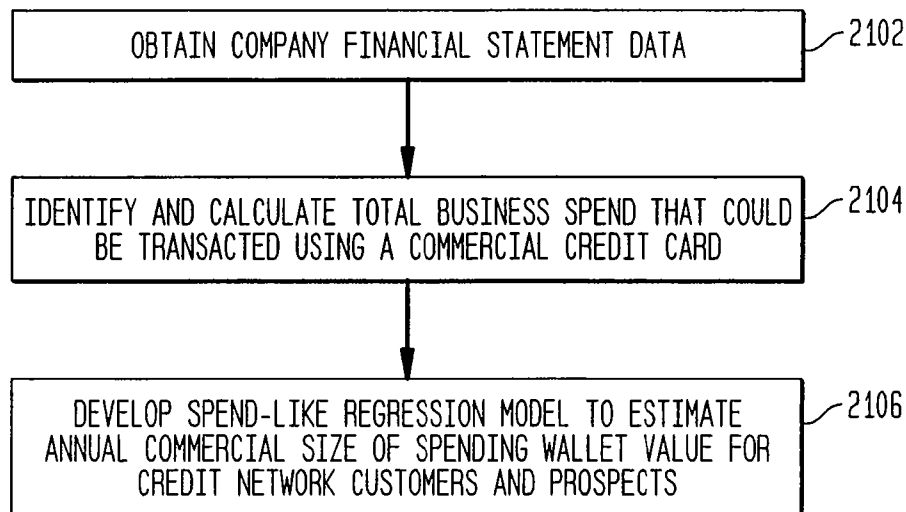 OBTAIN COMPANY FINANCIAL STATEMENT DATA
2102
IDENTIFY AND CALCULATE TOTAL BUSINESS SPEND THAT COULD
BE TRANSACTED USING A COMMERCIAL CREDIT CARD
2104
DEVELOP SPEND-LIKE REGRESSION MODEL TO ESTIMATE
ANNUAL COMMERCIAL SIZE OF SPENDING WALLET VALUE FOR
CREDIT NETWORK CUSTOMERS AND PROSPECTS
2106